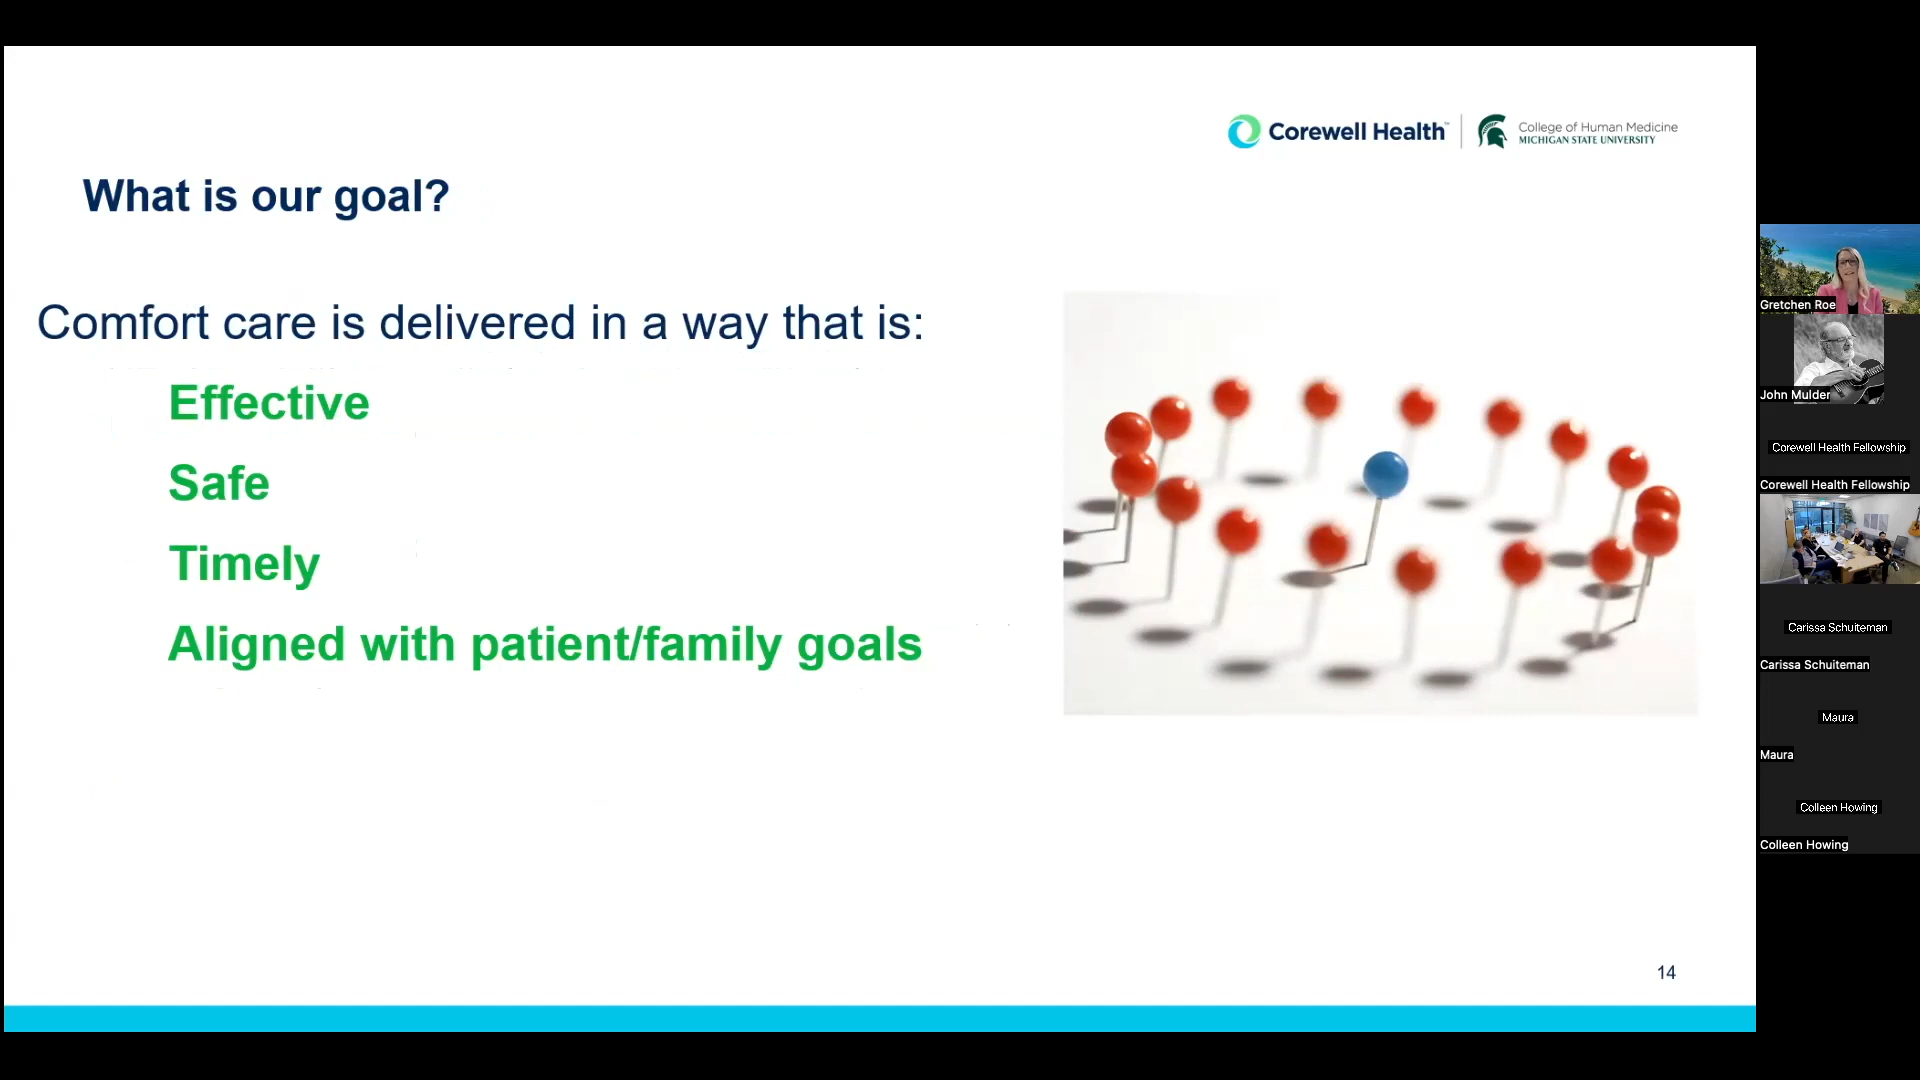 Corewell Health™
College of Human Medicine
MICHIGAN STATE UNIVERSITY
What is our goal?
Comfort care is delivered in a way that is:
Effective
Safe
Timely
Aligned with patient/family goals
14
Gretchen Roe
John Mulder
Corewell Health Fellowship
Corewell Health Fellowship
Carissa Schuiteman
Carissa Schuiteman
Maura
Maura
Colleen Howing
Colleen Howing